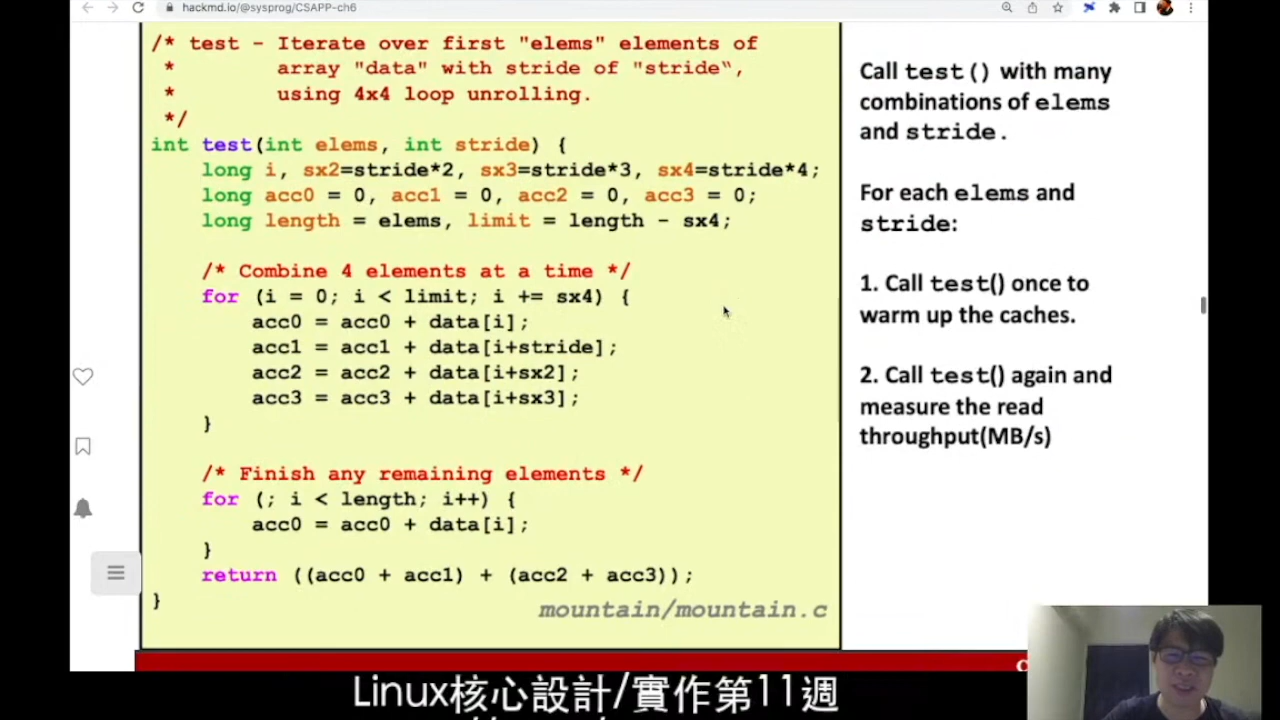 hackmd.io/@sysprog/CSAPP-ch6
/* test - Iterate over first "elems" elements of
 *        array "data" with stride of "stride“,
 *        using 4x4 loop unrolling.
 */
int test(int elems, int stride) {
    long i, sx2=stride*2, sx3=stride*3, sx4=stride*4;
    long acc0 = 0, acc1 = 0, acc2 = 0, acc3 = 0;
    long length = elems, limit = length - sx4;
    /* Combine 4 elements at a time */
    for (i = 0; i < limit; i += sx4) {
        acc0 = acc0 + data[i];
        acc1 = acc1 + data[i+stride];
        acc2 = acc2 + data[i+sx2];
        acc3 = acc3 + data[i+sx3];
    }
    /* Finish any remaining elements */
    for (; i < length; i++) {
        acc0 = acc0 + data[i];
    }
    return ((acc0 + acc1) + (acc2 + acc3));
}
mountain/mountain.c
Call test() with many
combinations of elems
and stride.
For each elems and
stride:
1. Call test() once to
warm up the caches.
2. Call test() again and
measure the read
throughput(MB/s)
Linux核心設計/實作第11週